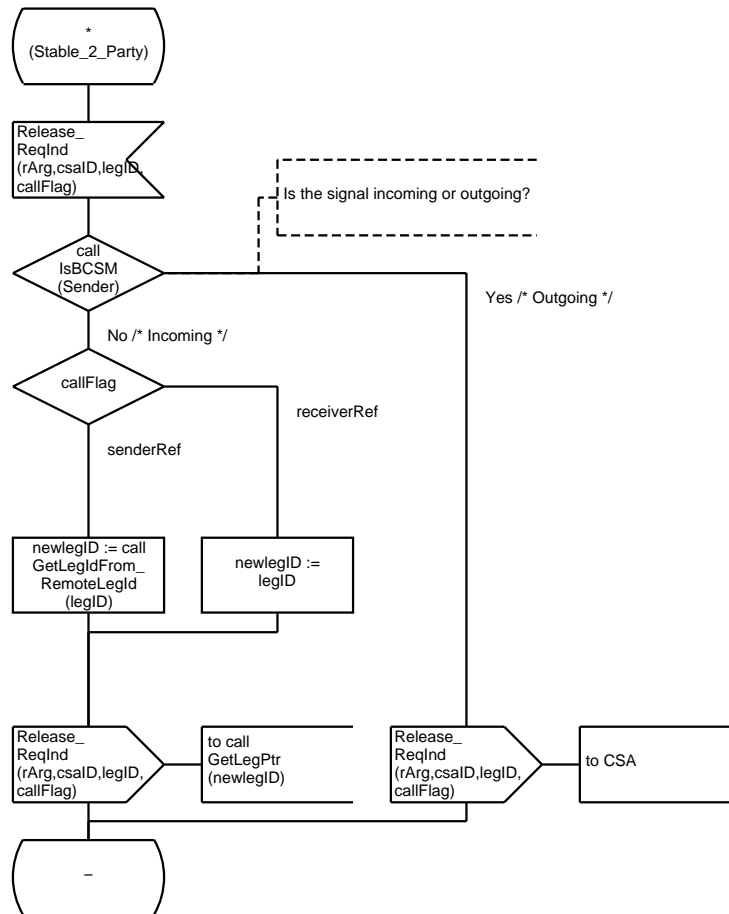 *
(Stable_2_Party)
Release_
ReqInd
(rArg,csaID,legID,
callFlag)
Is the signal incoming or outgoing?
call
IsBCSM
(Sender)
Yes /* Outgoing */
No /* Incoming */
callFlag
receiverRef
senderRef
newlegID := call
GetLegIdFrom_
RemoteLegId
(legID)
newlegID :=
legID
Release_
ReqInd
(rArg,csaID,legID,
callFlag)
to call
GetLegPtr
(newlegID)
Release_
ReqInd
(rArg,csaID,legID,
callFlag)
to CSA
–